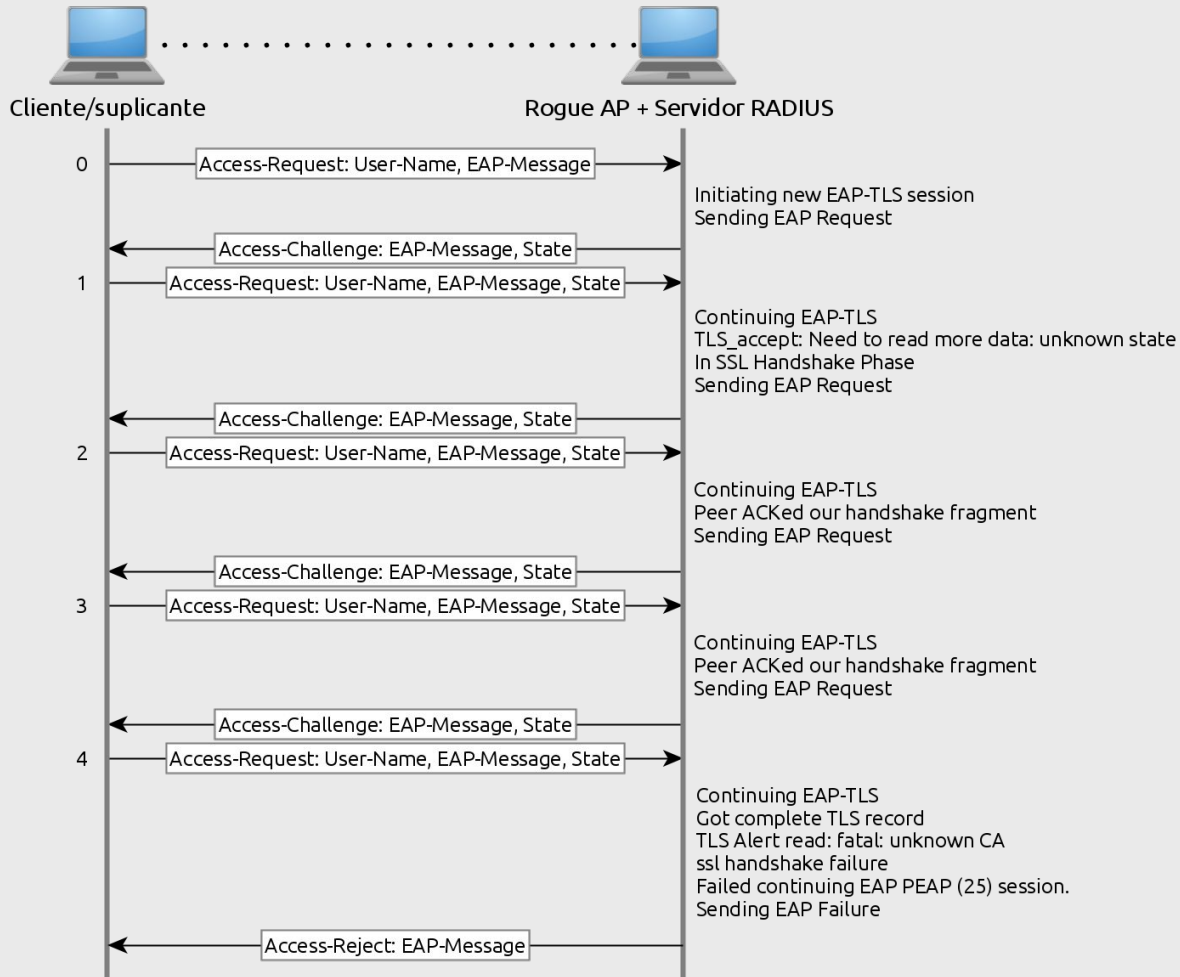 Cliente/suplicante
Rogue AP + Servidor RADIUS
0
Access-Request: User-Name, EAP-Message
Initiating new EAP-TLS session
Sending EAP Request
Access-Challenge: EAP-Message, State
1
Access-Request: User-Name, EAP-Message, State
Continuing EAP-TLS
TLS_accept: Need to read more data: unknown state
In SSL Handshake Phase
Sending EAP Request
Access-Challenge: EAP-Message, State
2
Access-Request: User-Name, EAP-Message, State
Continuing EAP-TLS
Peer ACKed our handshake fragment
Sending EAP Request
Access-Challenge: EAP-Message, State
3
Access-Request: User-Name, EAP-Message, State
Continuing EAP-TLS
Peer ACKed our handshake fragment
Sending EAP Request
Access-Challenge: EAP-Message, State
4
Access-Request: User-Name, EAP-Message, State
Continuing EAP-TLS
Got complete TLS record
TLS Alert read: fatal: unknown CA
ssl handshake failure
Failed continuing EAP PEAP (25) session.
Sending EAP Failure
Access-Reject: EAP-Message